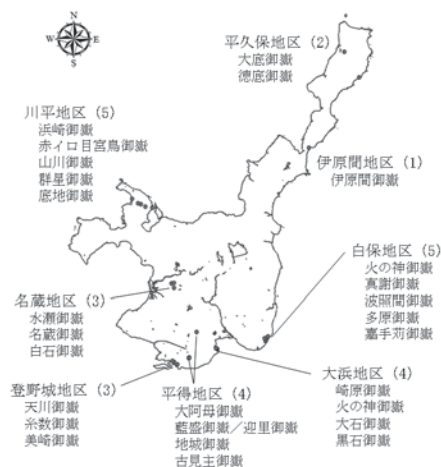 N
W
E
S
平久保地区 (2)
大底御嶽
徳底御嶽
川平地区 (5)
浜崎御嶽
赤イロ目宮鳥御嶽
山川御嶽
群星御嶽
底地御嶽
伊原間地区 (1)
伊原間御嶽
白保地区 (5)
火の神御嶽
真謝御嶽
波照間御嶽
多原御嶽
嘉手苅御嶽
名蔵地区 (3)
水瀬御嶽
名蔵御嶽
白石御嶽
登野城地区 (3)
天川御嶽
糸数御嶽
美崎御嶽
平得地区 (4)
大阿母御嶽
藍盛御嶽／迎里御嶽
地城御嶽
古見主御嶽
大浜地区 (4)
崎原御嶽
火の神御嶽
大石御嶽
黒石御嶽